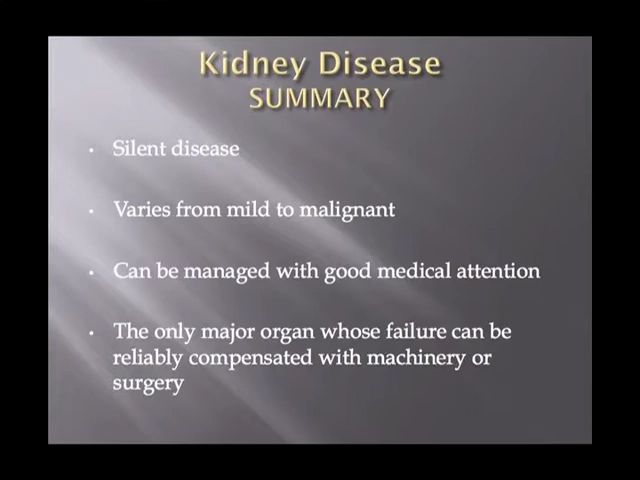 Kidney Disease
SUMMARY
• Silent disease
• Varies from mild to malignant
• Can be managed with good medical attention
• The only major organ whose failure can be
reliably compensated with machinery or
surgery